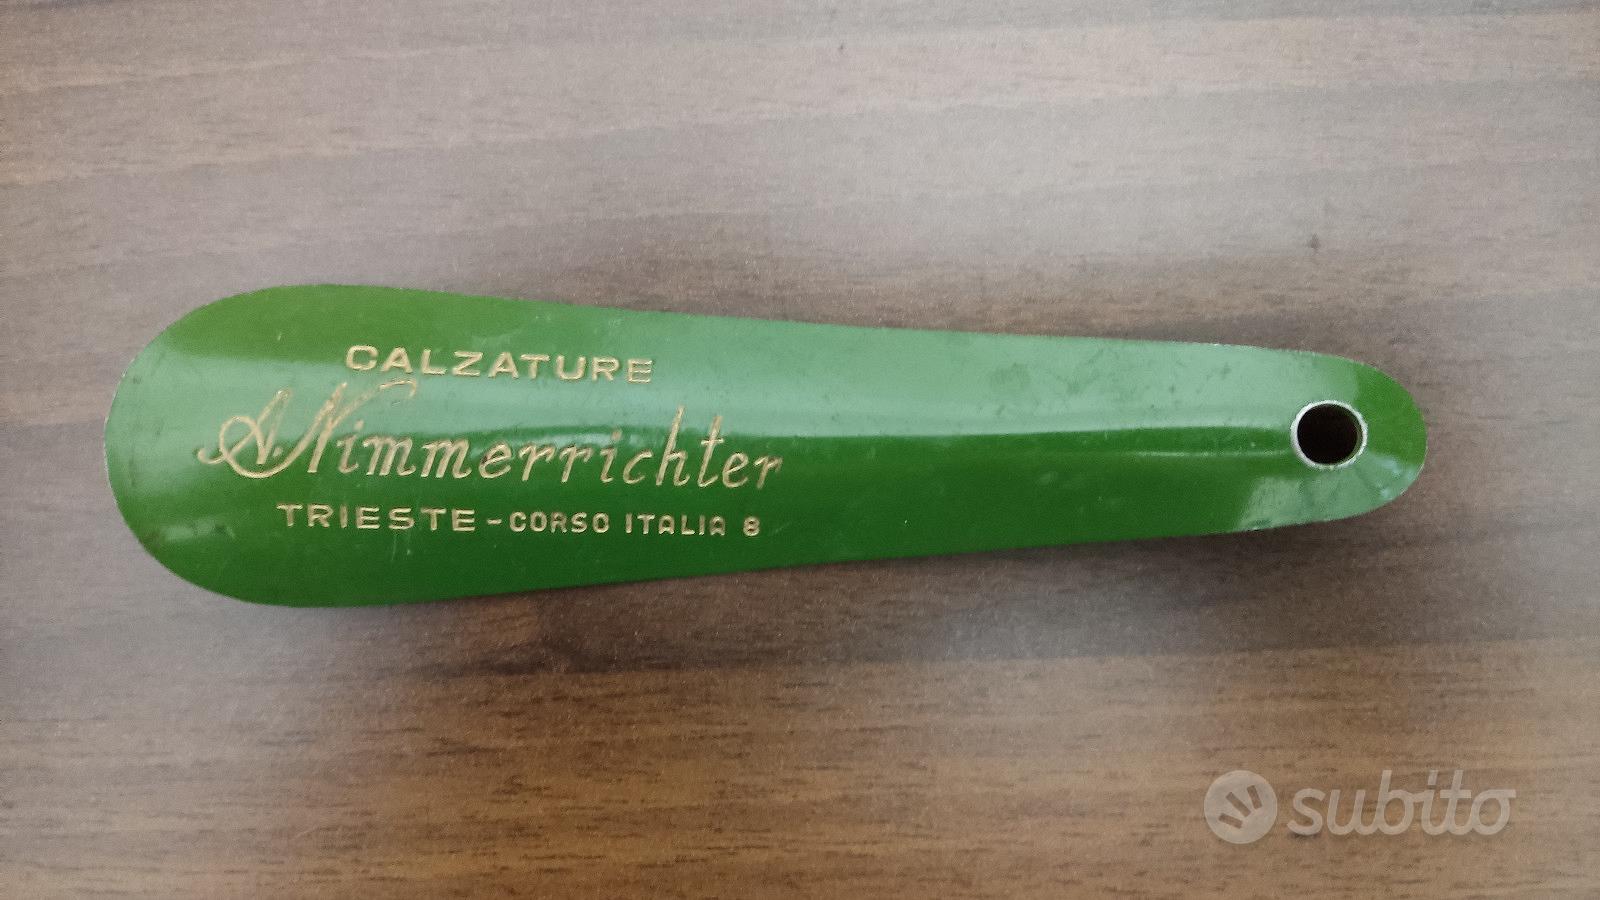 CALZATURE
A. Nimmerrichter
TRIESTE - CORSO ITALIA 8
subito